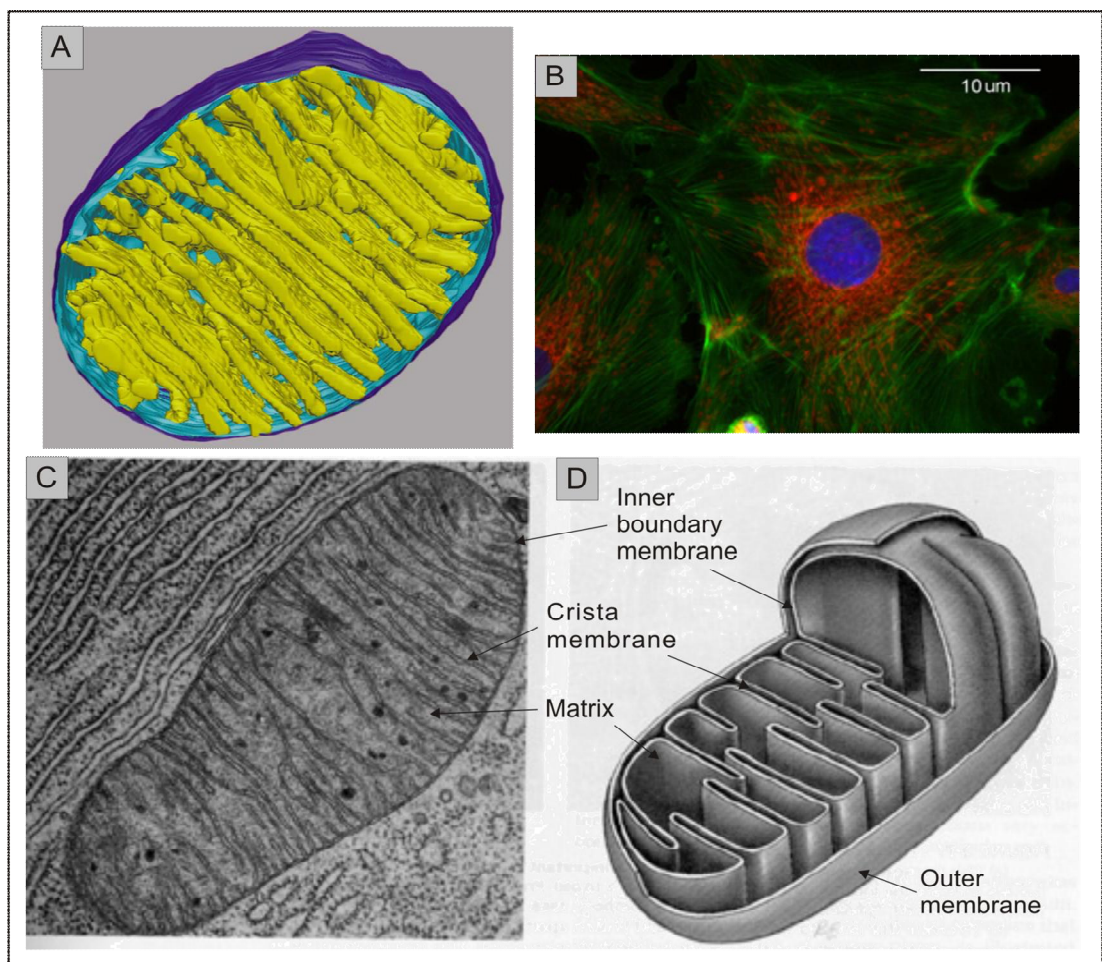 A
B
10 um
C
D
Inner
boundary
membrane
Crista
membrane
Matrix
Outer
membrane